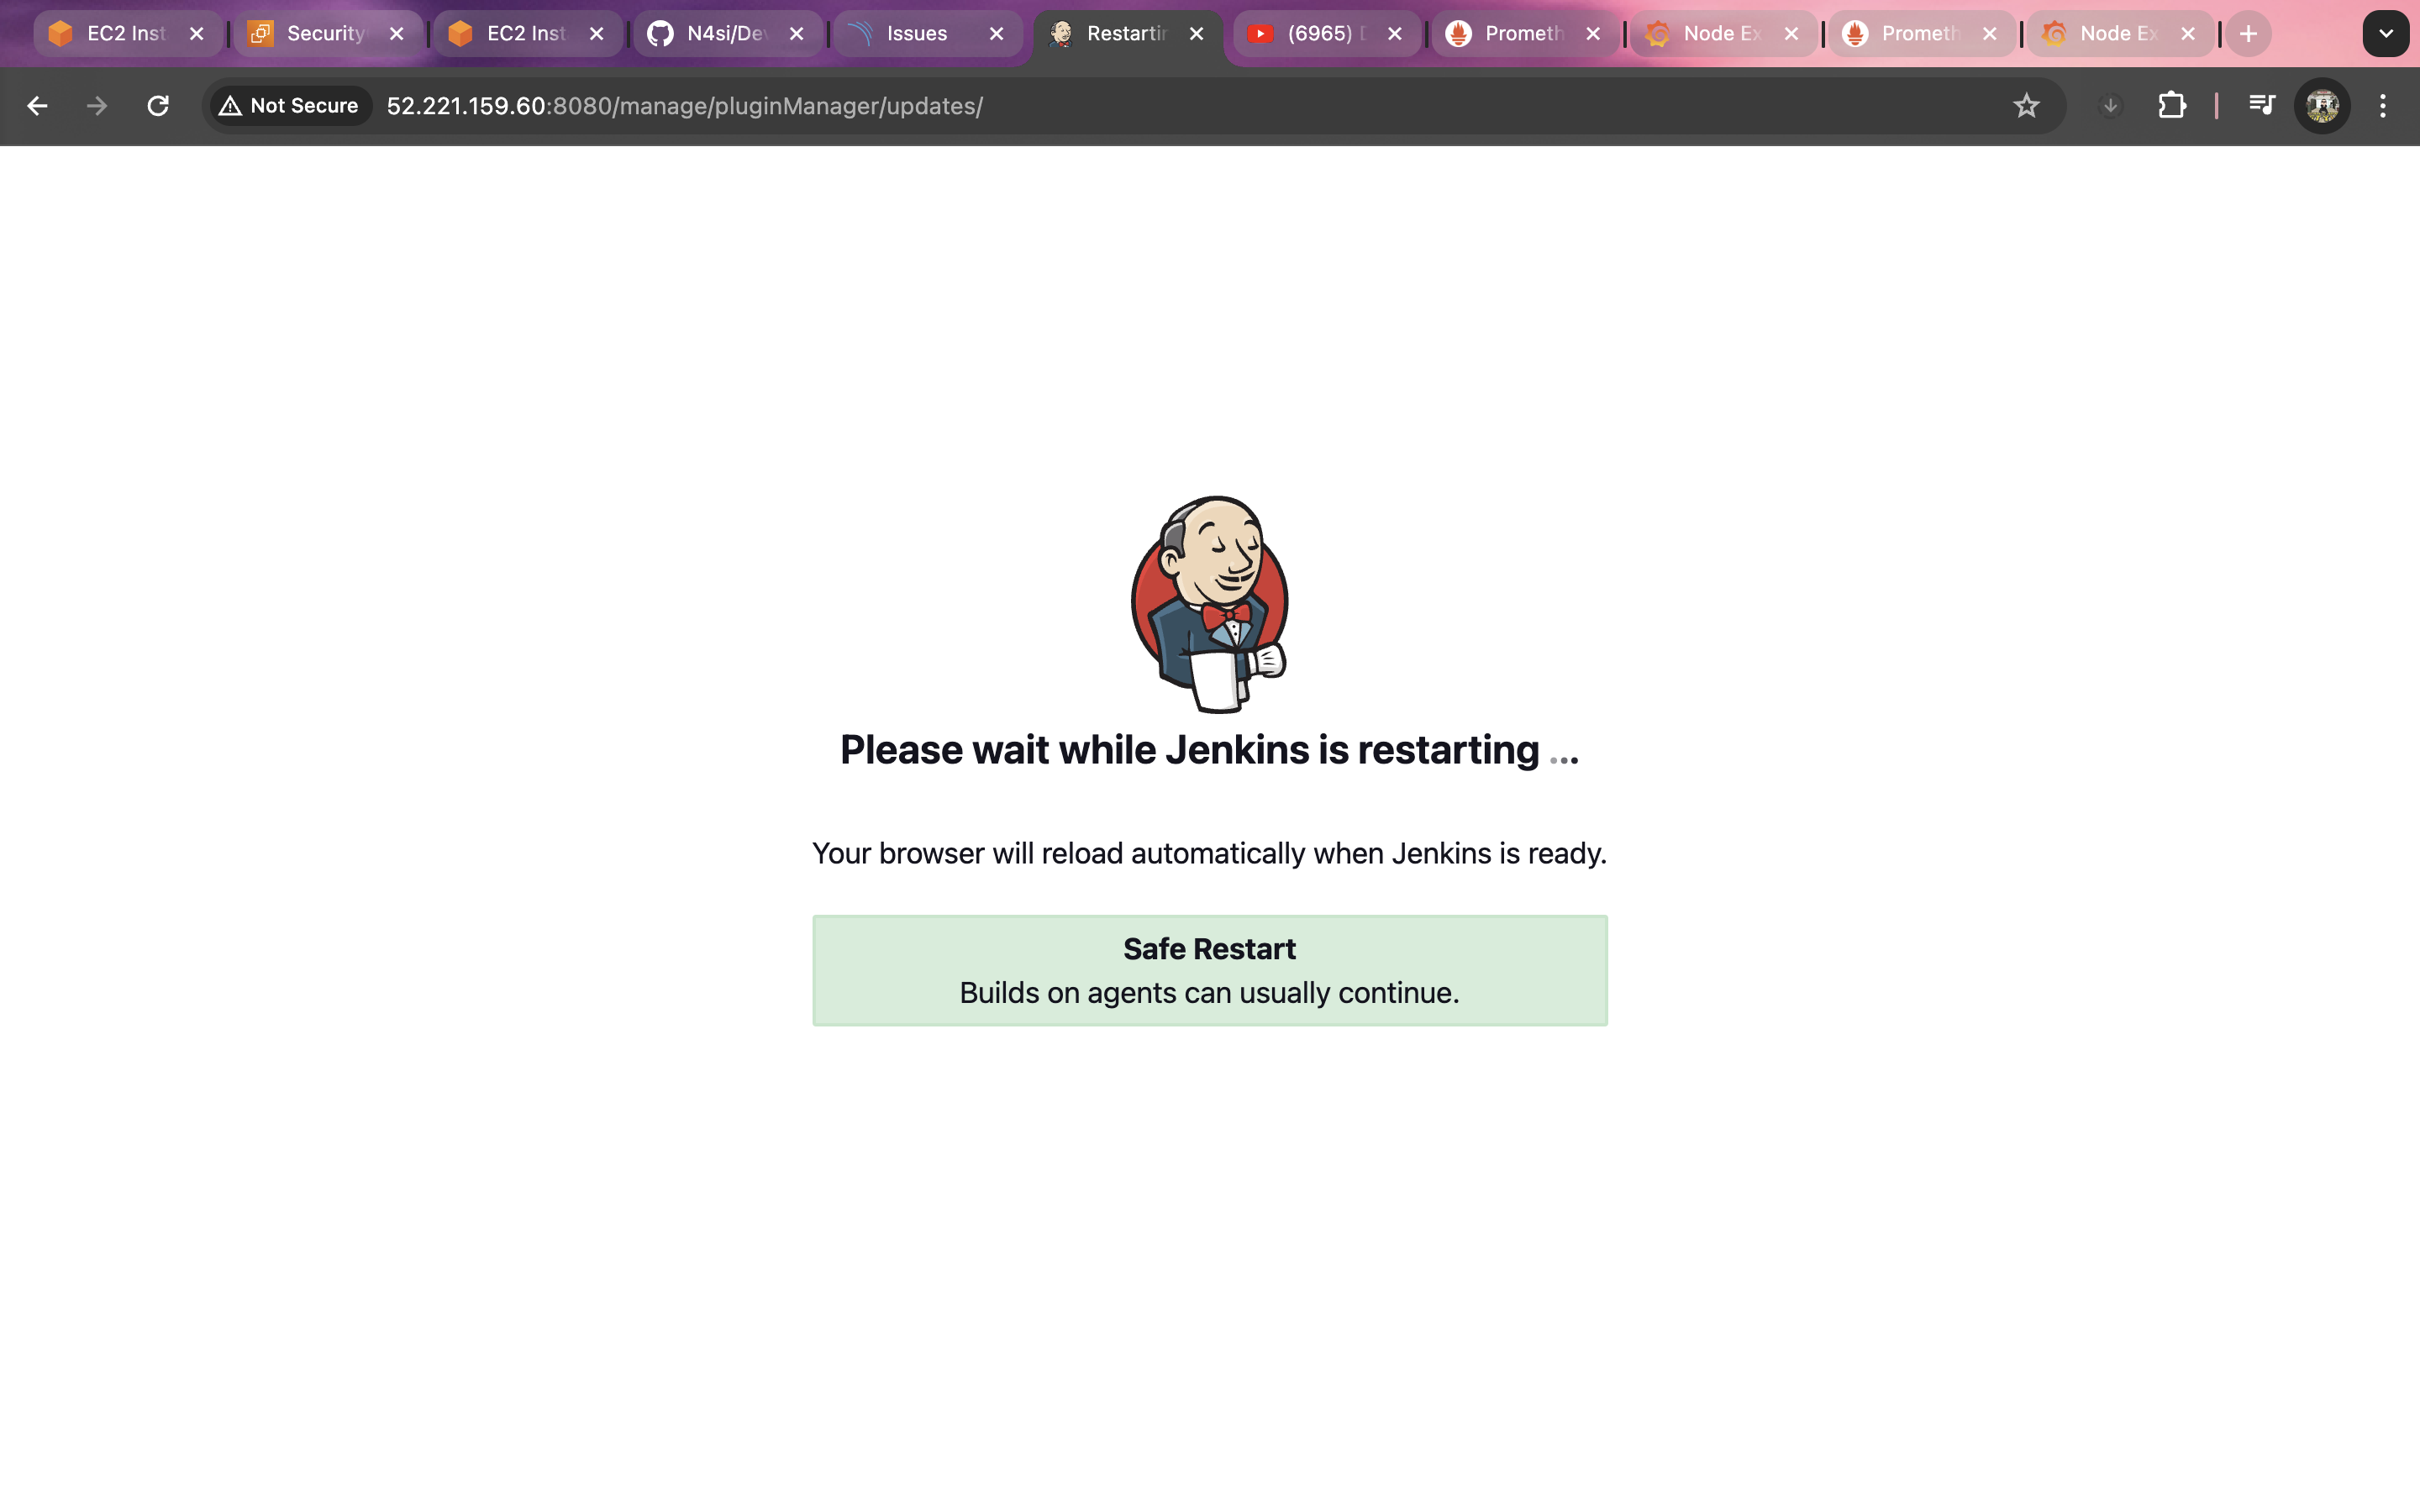 EC2 Inst
Security
EC2 Inst
N4si/Dev
Issues
Restartin
(6965)
Prometh
Node Ex
Prometh
Node Ex
Not Secure
52.221.159.60:8080/manage/pluginManager/updates/
Please wait while Jenkins is restarting ...
Your browser will reload automatically when Jenkins is ready.
Safe Restart
Builds on agents can usually continue.